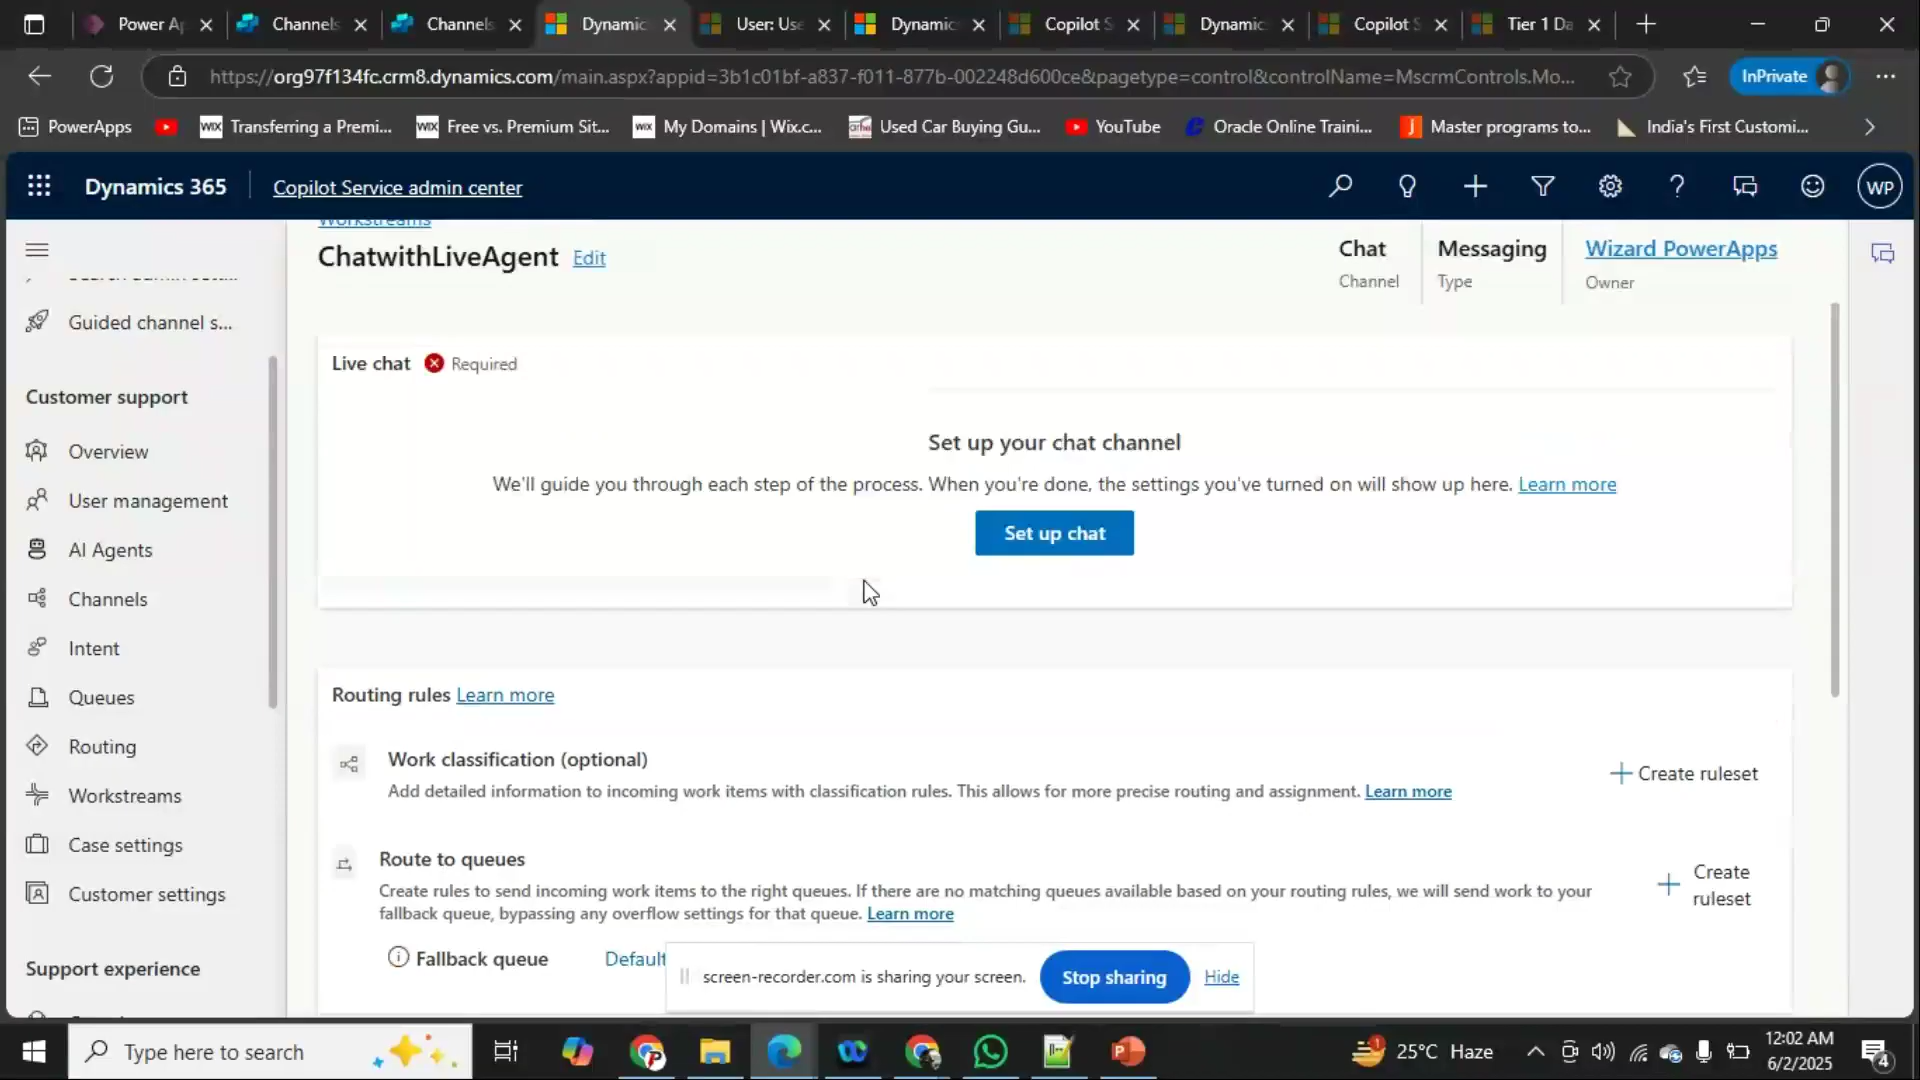 Power Ap
Channels
Channels
Dynamic
User: Use
Dynamic
Copilot S
Dynamic
Copilot S
Tier 1 Da
https://org97f134fc.crm8.dynamics.com/main.aspx?appid=3b1c01bf-a837-f011-877b-002248d600ce&pagetype=control&controlName=MscrmControls.Mo...
InPrivate
PowerApps
WIX Transferring a Premi...
WIX Free vs. Premium Sit...
WIX My Domains | Wix.c...
Used Car Buying Gu...
YouTube
Oracle Online Traini...
Master programs to...
India's First Customi...
Dynamics 365
Copilot Service admin center
WP
Workstreams
ChatwithLiveAgent Edit
Chat
Channel
Messaging
Type
Wizard PowerApps
Owner
Guided channel s...
Customer support
Overview
User management
AI Agents
Channels
Intent
Queues
Routing
Workstreams
Case settings
Customer settings
Support experience
Live chat Required
Set up your chat channel
We'll guide you through each step of the process. When you're done, the settings you've turned on will show up here. Learn more
Set up chat
Routing rules Learn more
Work classification (optional)
Add detailed information to incoming work items with classification rules. This allows for more precise routing and assignment. Learn more
Create ruleset
Route to queues
Create rules to send incoming work items to the right queues. If there are no matching queues available based on your routing rules, we will send work to your
fallback queue, bypassing any overflow settings for that queue. Learn more
Create
ruleset
Fallback queue Default
screen-recorder.com is sharing your screen.
Stop sharing
Hide
Type here to search
25°C Haze
12:02 AM
6/2/2025
4